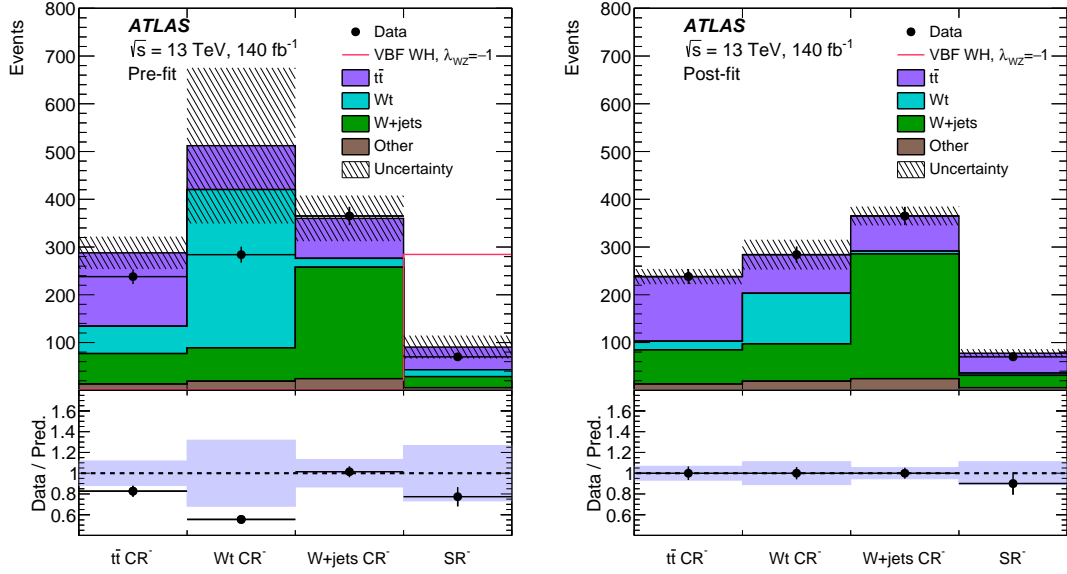 Events
800
700
600
500
400
300
200
100
ATLAS
√s = 13 TeV, 140 fb⁻¹
Pre-fit
Data
VBF WH, λ_WZ=−1
tt̄
Wt
W+jets
Other
Uncertainty
Data / Pred.
1.6
1.4
1.2
1
0.8
0.6
tt̄ CR⁻ Wt CR⁻ W+jets CR⁻ SR⁻
Events
800
700
600
500
400
300
200
100
ATLAS
√s = 13 TeV, 140 fb⁻¹
Post-fit
Data
VBF WH, λ_WZ=−1
tt̄
Wt
W+jets
Other
Uncertainty
Data / Pred.
1.6
1.4
1.2
1
0.8
0.6
tt̄ CR⁻ Wt CR⁻ W+jets CR⁻ SR⁻